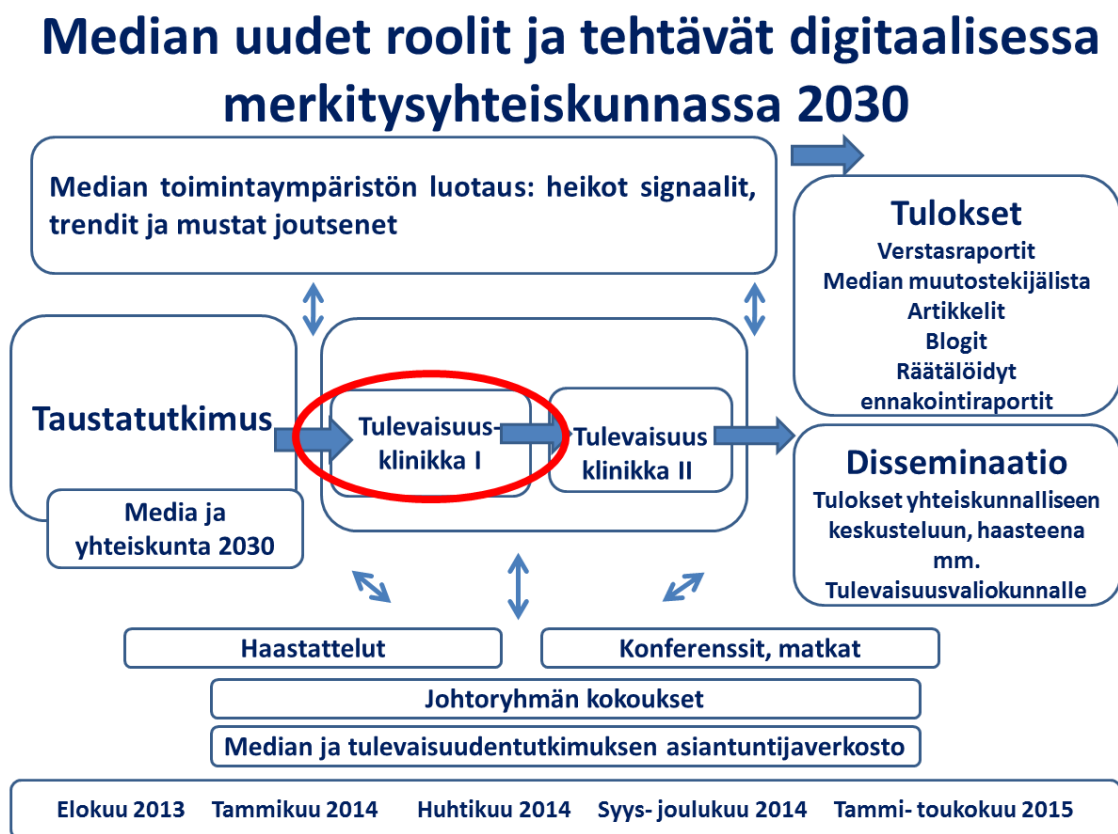 Median uudet roolit ja tehtävät digitaalisessa
merkitysyhteiskunnassa 2030
Median toimintaympäristön luotaus: heikot signaalit,
trendit ja mustat joutsenet
Tulokset
Verstasraportit
Median muutostekijälista
Artikkelit
Blogit
Räätälöidyt
ennakointiraportit
Taustatutkimus
Media ja
yhteiskunta 2030
Tulevaisuus-
klinikka I
Tulevaisuus
klinikka II
Disseminaatio
Tulokset yhteiskunnalliseen
keskusteluun, haasteena
mm.
Tulevaisuusvaliokunnalle
Haastattelut
Konferenssit, matkat
Johtoryhmän kokoukset
Median ja tulevaisuudentutkimuksen asiantuntijaverkosto
Elokuu 2013 Tammikuu 2014 Huhtikuu 2014 Syys- joulukuu 2014 Tammi- toukokuu 2015